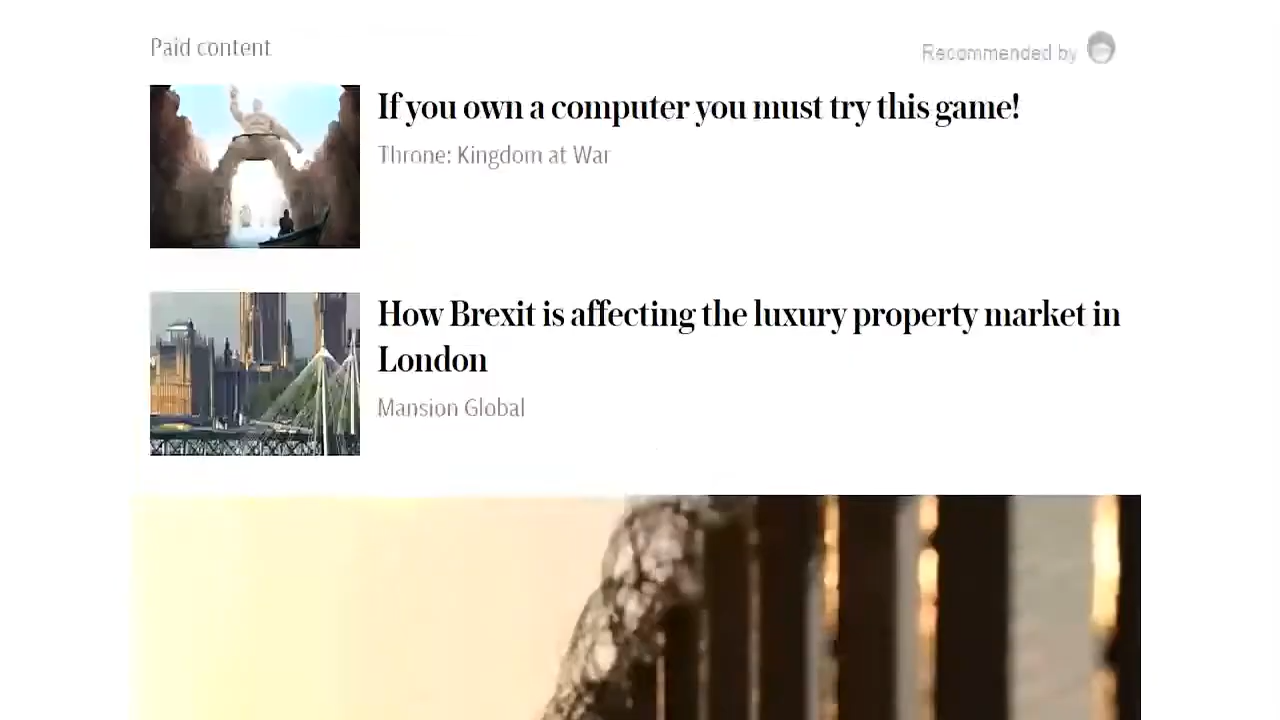 Paid content
Recommended by
If you own a computer you must try this game!
Throne: Kingdom at War
How Brexit is affecting the luxury property market in
London
Mansion Global